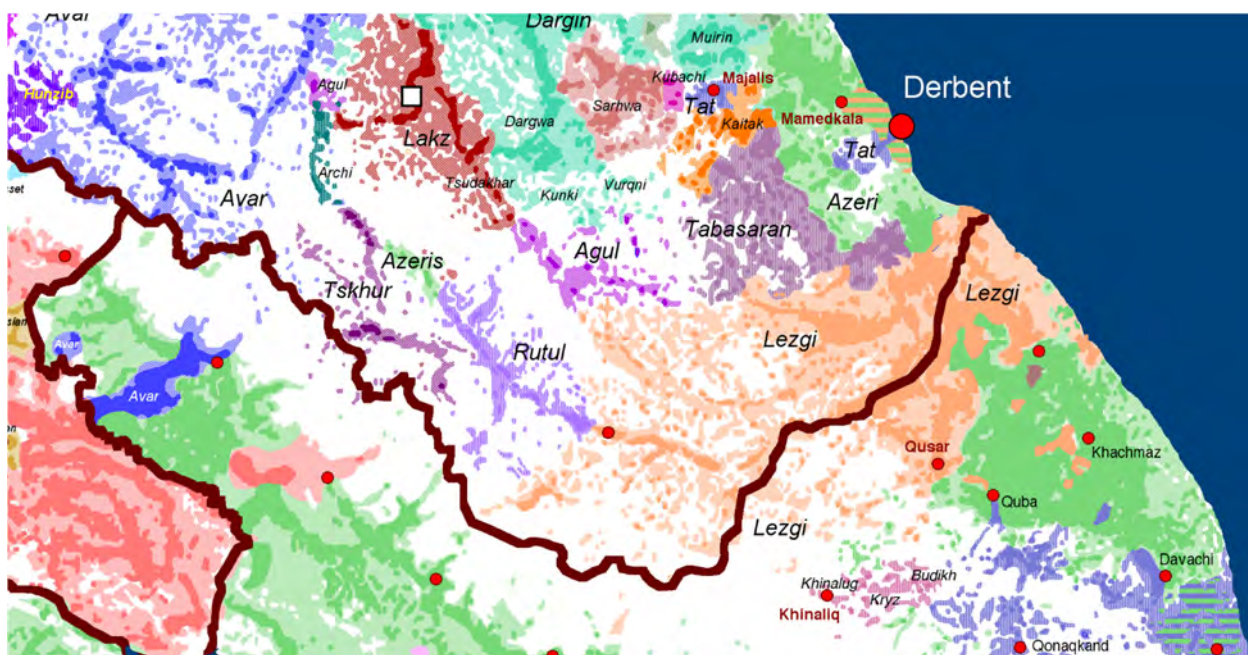 Avar
Dargin
Muirin
Hunzib
Agul
Kubachi
Majalis
Derbent
Tat
Sarhwa
Mamedkala
Kaitak
Lakz
Dargwa
Tat
Archi
Tsudakhar
Kunki
Vurqni
Avar
Azeri
Tabasaran
Agul
Azeris
Tskhur
Lezgi
Rutul
Lezgi
Avar
Avar
Qusar
Khachmaz
Quba
Lezgi
Davachi
Khinalug
Budikh
Kryz
Khinaliq
Qonaqkand